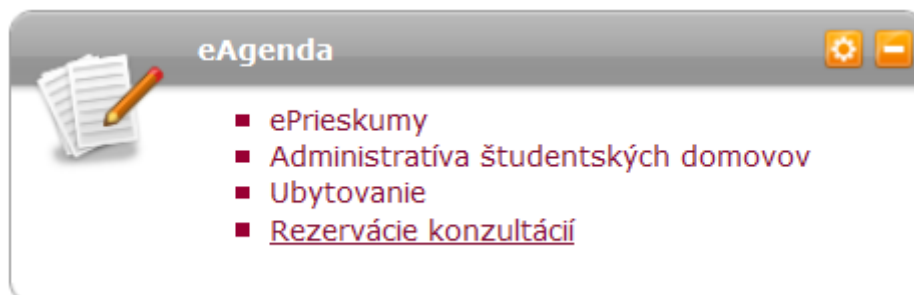 eAgenda
ePrieskumy
Administratíva študentských domovov
Ubytovanie
Rezervácie konzultácií